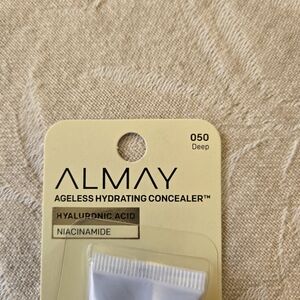 050
Deep
ALMAY
AGELESS HYDRATING CONCEALER™
HYALURONIC ACID
NIACINAMIDE